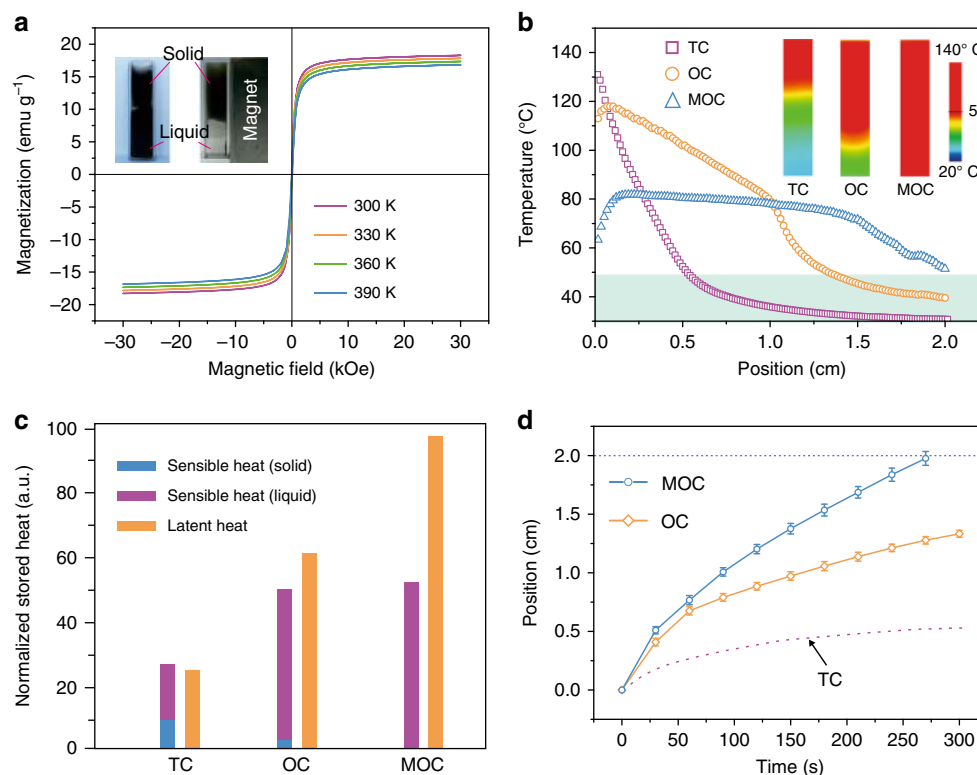 a
Magnetization (emu g⁻¹)
20
15
10
5
0
−5
−10
−15
−20
Solid
Liquid
Magnet
300 K
330 K
360 K
390 K
−30 −20 −10 0 10 20 30
Magnetic field (kOe)
b
Temperature (°C)
140
120
100
80
60
40
TC
OC
MOC
140° C
5
20° C
TC OC MOC
0.0 0.5 1.0 1.5 2.0
Position (cm)
c
Normalized stored heat (a.u.)
100
80
60
40
20
0
Sensible heat (solid)
Sensible heat (liquid)
Latent heat
TC OC MOC
d
Position (cm)
2.0
1.5
1.0
0.5
0.0
MOC
OC
TC
0 50 100 150 200 250 300
Time (s)